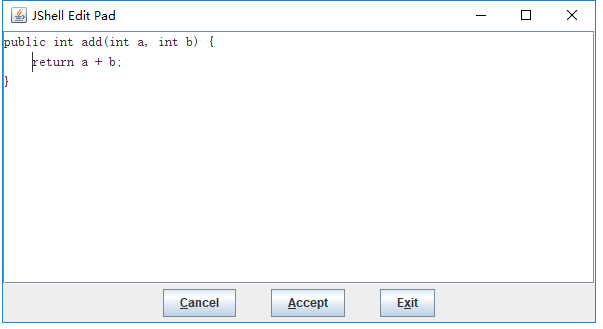 JShell Edit Pad
public int add(int a, int b) {
    return a + b;
}
Cancel Accept Exit